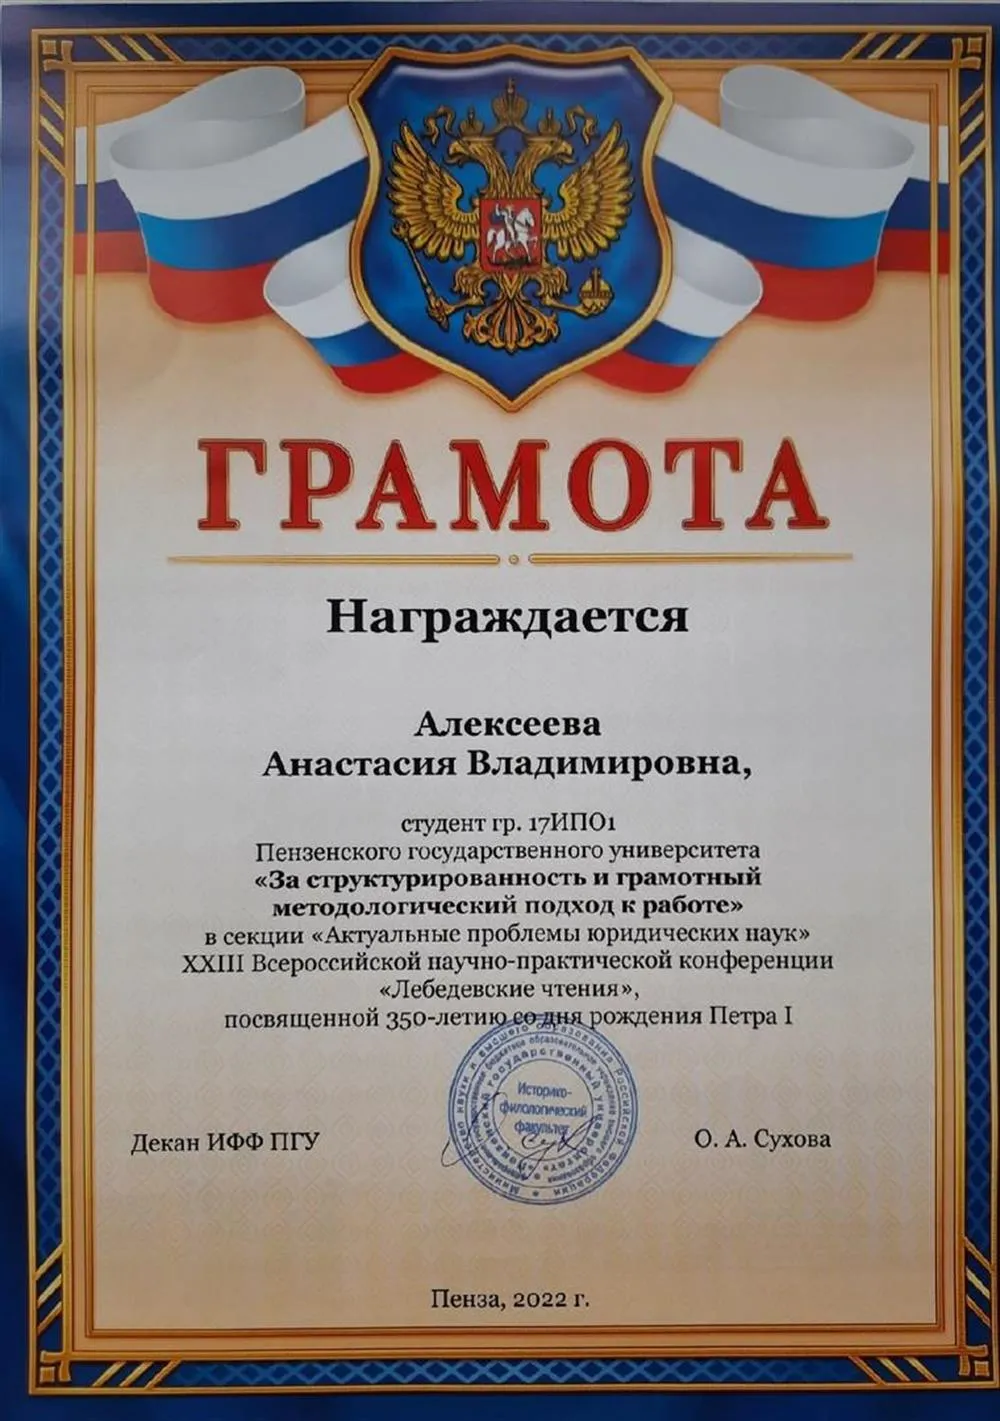 ГРАМОТА
Награждается
Алексеева
Анастасия Владимировна,
студент гр. 17ИПО1
Пензенского государственного университета
«За структурированность и грамотный
методологический подход к работе»
в секции «Актуальные проблемы юридических наук»
XXIII Всероссийской научно-практической конференции
«Лебедевские чтения»,
посвященной 350-летию со дня рождения Петра I
Историко-
филологический
факультет
Декан ИФФ ПГУ
О. А. Сухова
Пенза, 2022 г.